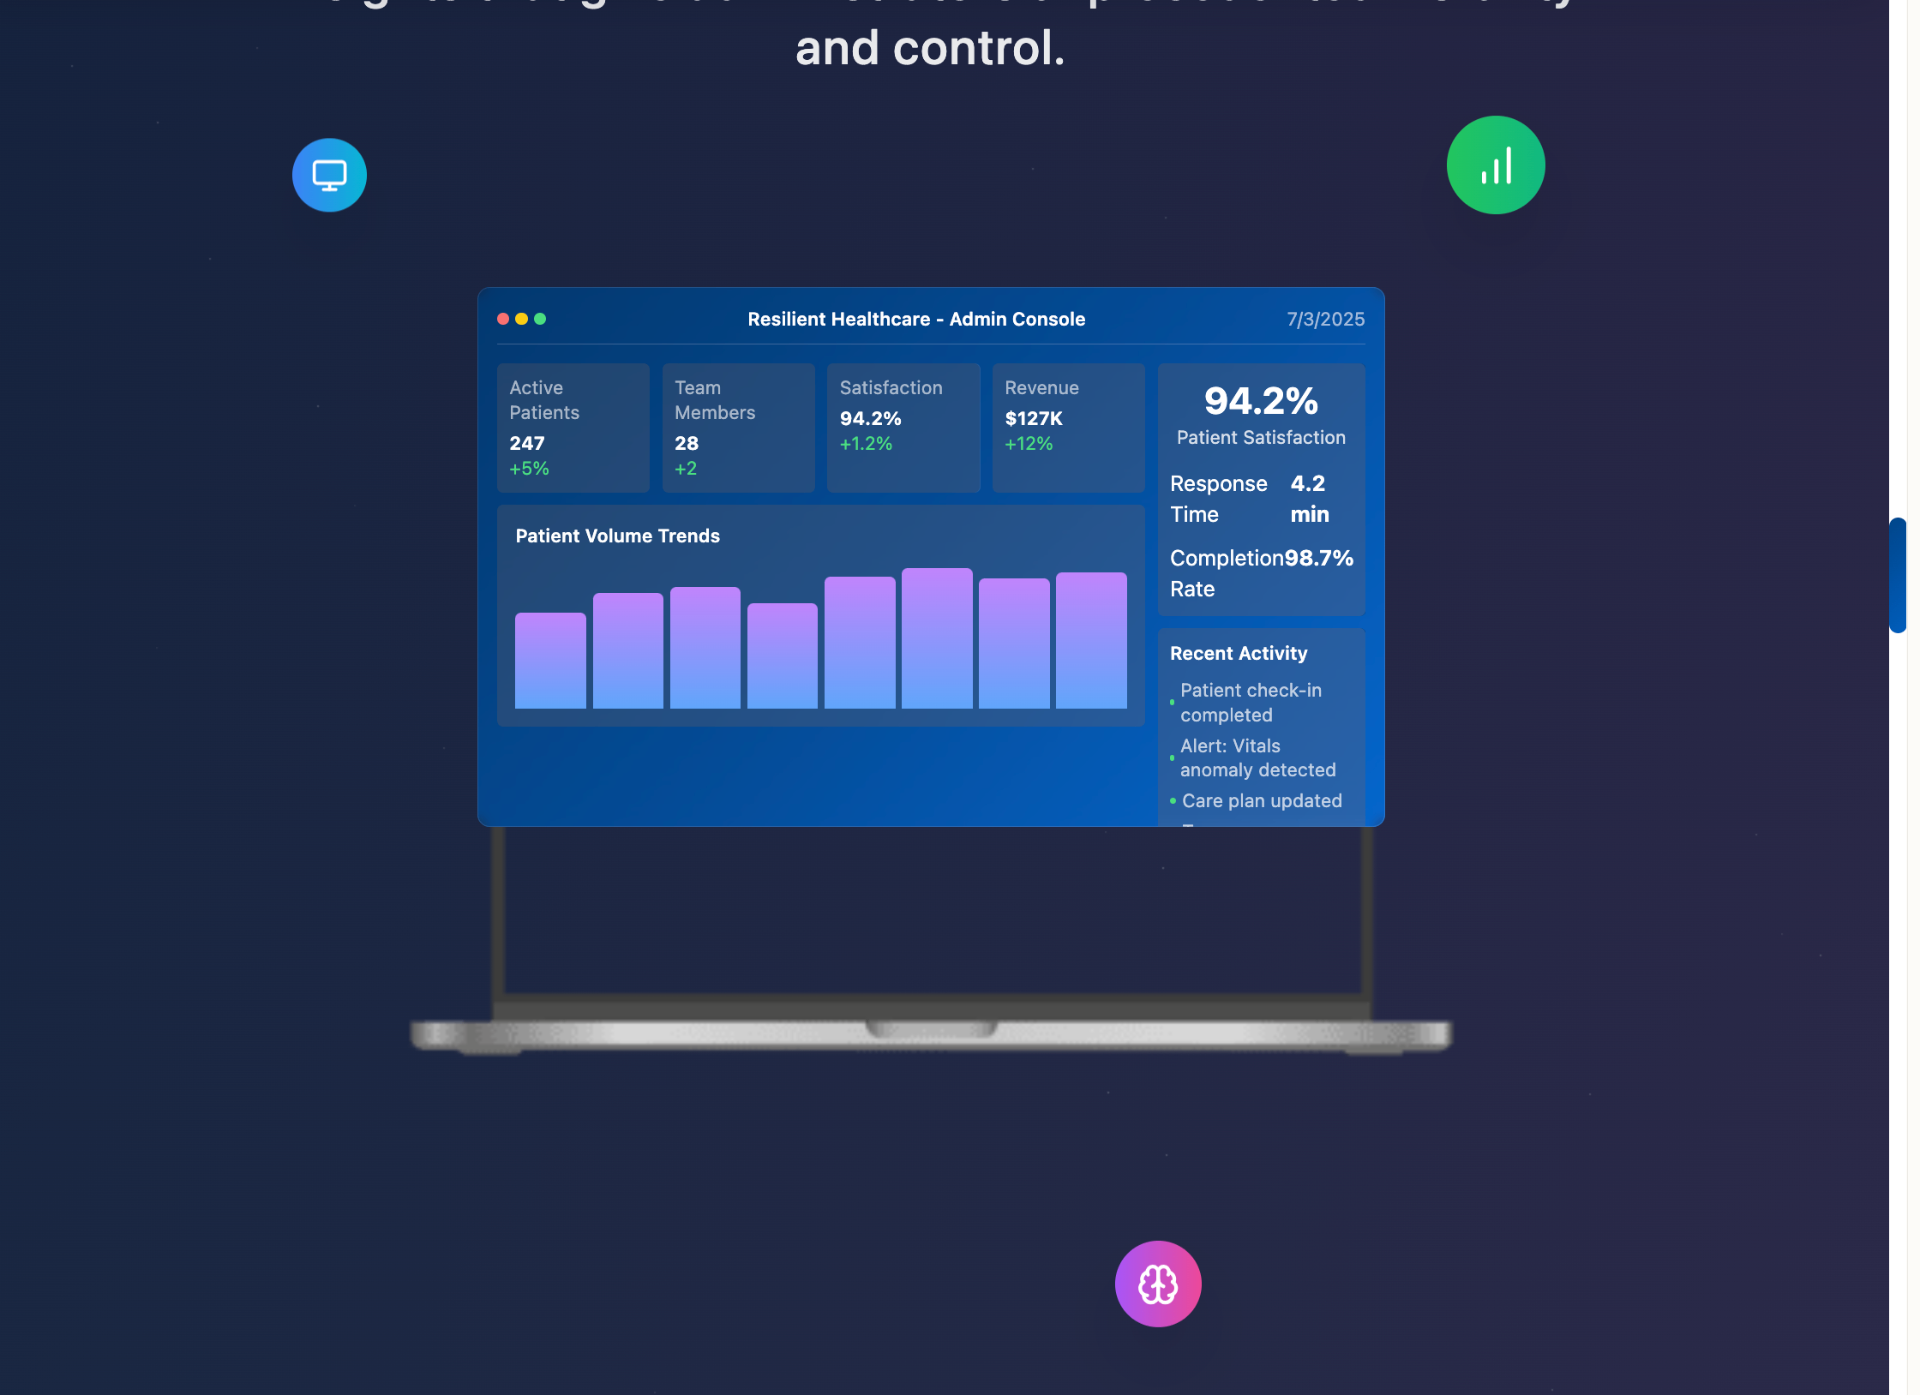 and control.
Resilient Healthcare - Admin Console
7/3/2025
Active
Patients
247
+5%
Team
Members
28
+2
Satisfaction
94.2%
+1.2%
Revenue
$127K
+12%
94.2%
Patient Satisfaction
Response
Time
4.2
min
Completion
Rate
98.7%
Patient Volume Trends
Recent Activity
Patient check-in
completed
Alert: Vitals
anomaly detected
Care plan updated